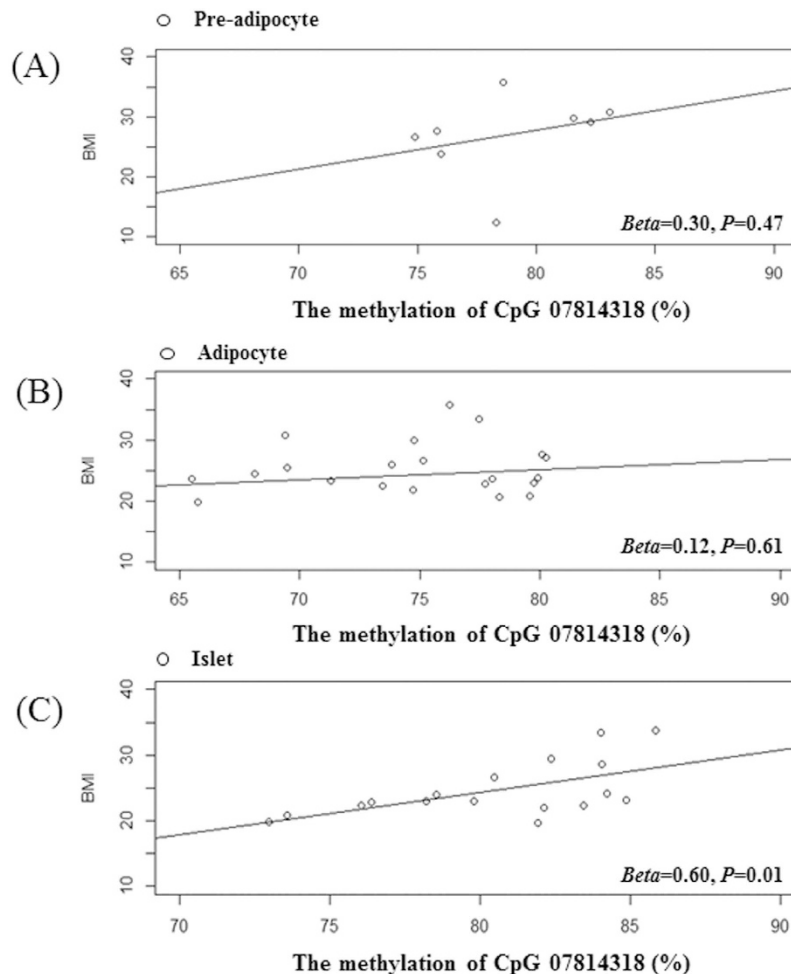 Pre-adipocyte
(A)
40
30
20
10
BMI
Beta=0.30, P=0.47
65 70 75 80 85 90
The methylation of CpG 07814318 (%)
Adipocyte
(B)
40
30
20
10
BMI
Beta=0.12, P=0.61
65 70 75 80 85 90
The methylation of CpG 07814318 (%)
Islet
(C)
40
30
20
10
BMI
Beta=0.60, P=0.01
70 75 80 85 90
The methylation of CpG 07814318 (%)